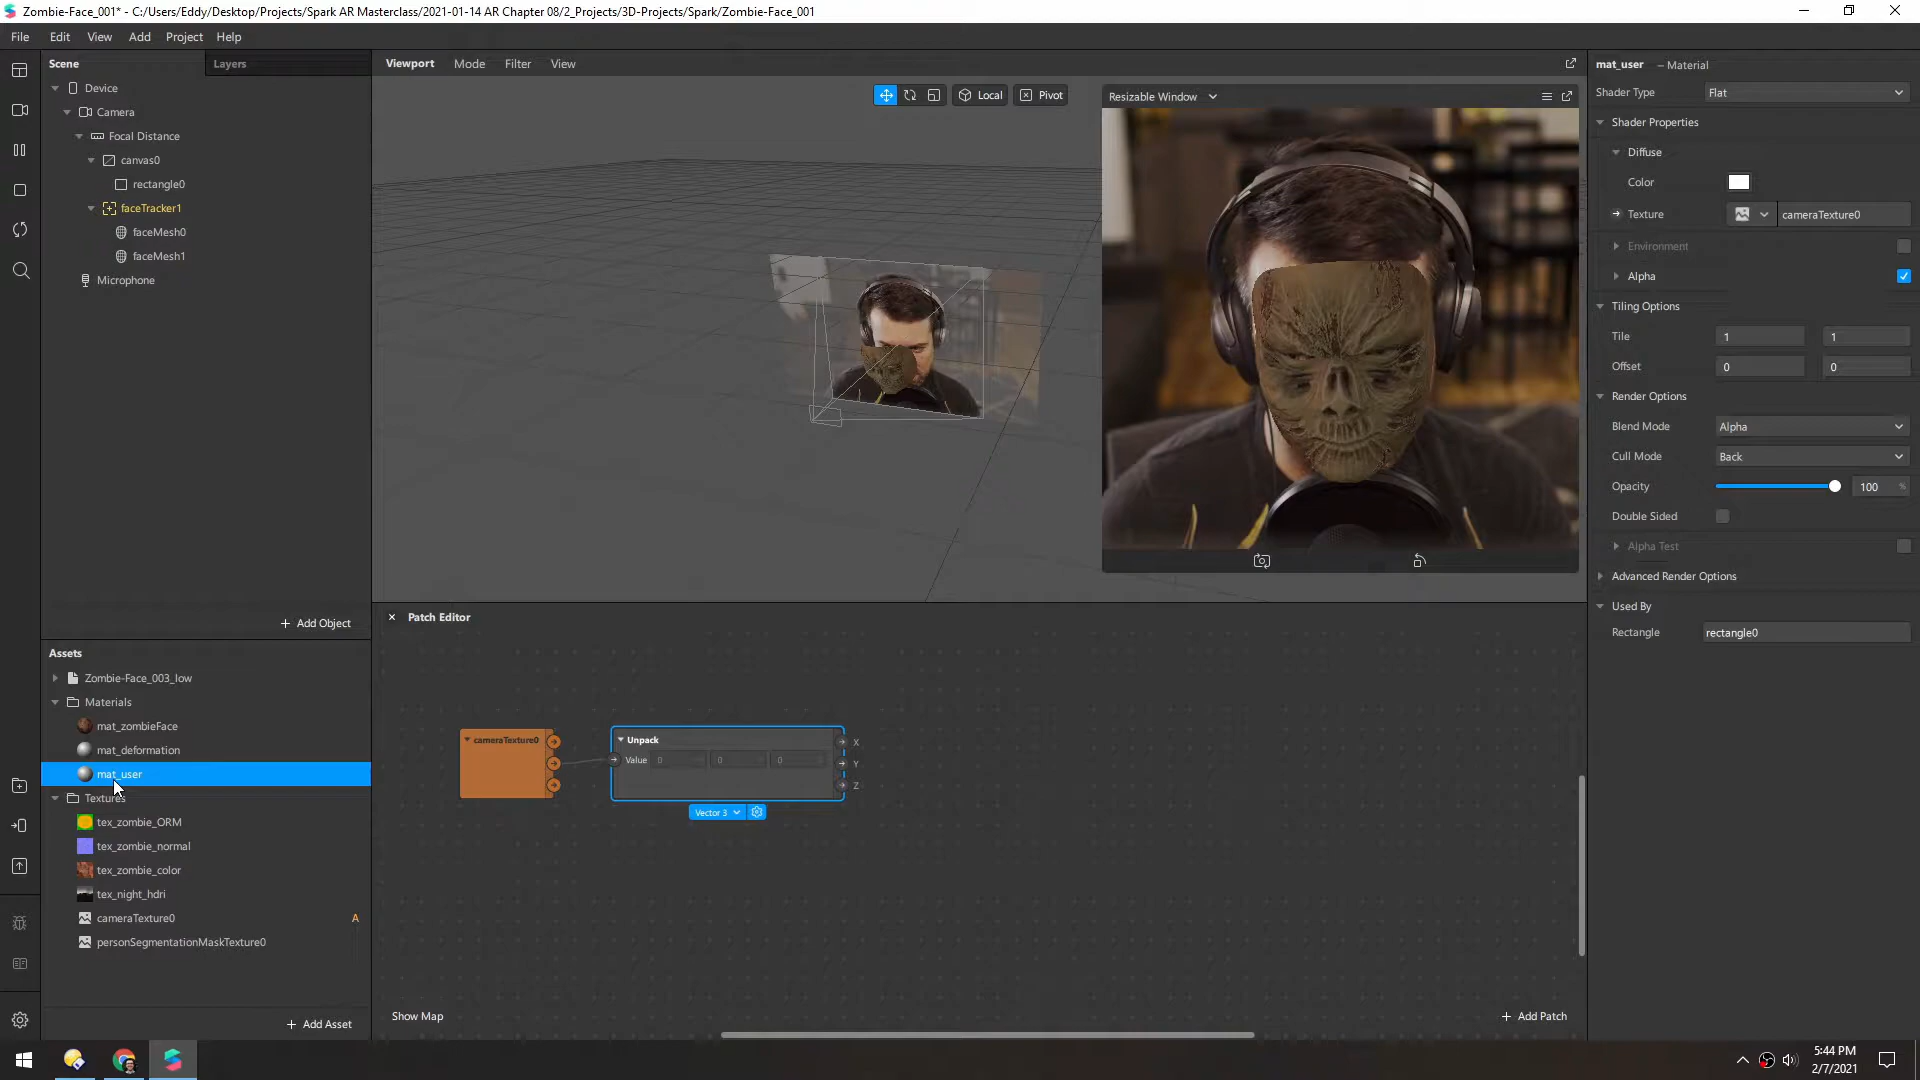 Zombie-Face_001* - C:/Users/Eddy/Desktop/Projects/Spark AR Masterclass/2021-01-14 AR Chapter 08/2_Projects/3D-Projects/Spark/Zombie-Face_001
File Edit View Add Project Help
Scene Layers
Device
Camera
Focal Distance
canvas0
rectangle0
faceTracker1
faceMesh0
faceMesh1
Microphone
+ Add Object
Assets
Zombie-Face_003_low
Materials
mat_zombieFace
mat_deformation
mat_user
Textures
tex_zombie_ORM
tex_zombie_normal
tex_zombie_color
tex_night_hdri
cameraTexture0 A
personSegmentationMaskTexture0
+ Add Asset
Viewport Mode Filter View
Local Pivot
Resizable Window
Patch Editor
cameraTexture0
Unpack
Value 0 0 0
X
Y
Z
Vector 3
Show Map
+ Add Patch
mat_user – Material
Shader Type Flat
Shader Properties
Diffuse
Color
Texture cameraTexture0
Environment
Alpha
Tiling Options
Tile 1 1
Offset 0 0
Render Options
Blend Mode Alpha
Cull Mode Back
Opacity 100 %
Double Sided
Alpha Test
Advanced Render Options
Used By
Rectangle rectangle0
5:44 PM
2/7/2021